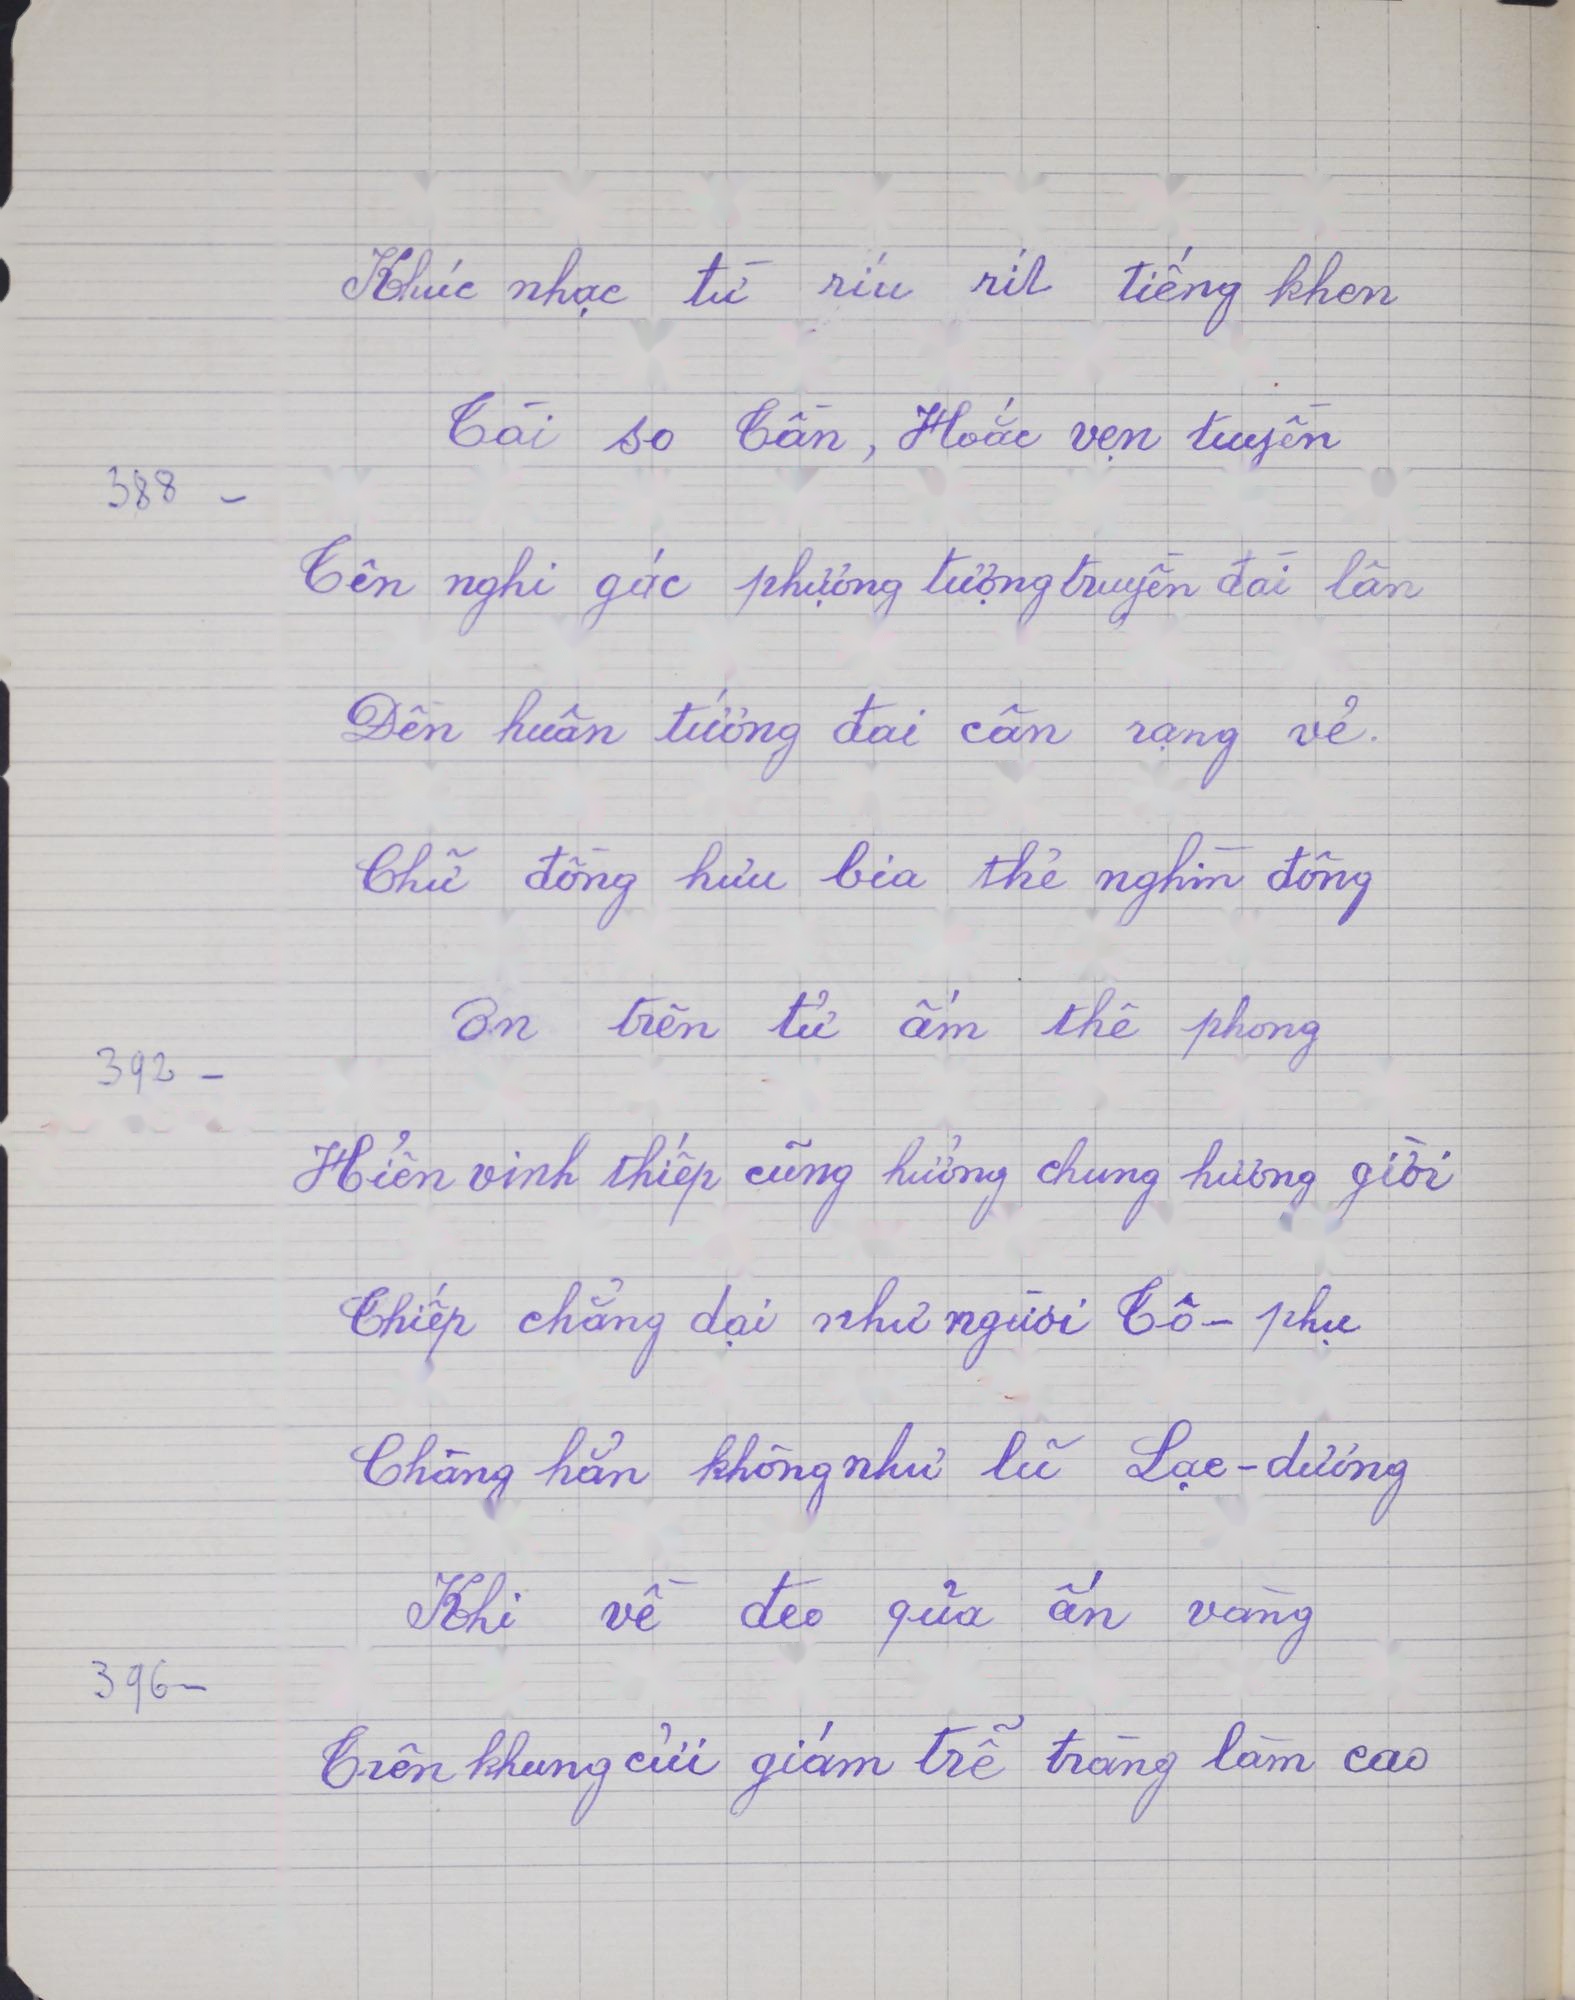 Khúc nhạc từ ríu rít tiếng khen
Tài so Tần, Hoắc vẹn tuyền
388 –
Tên nghi gác phượng tượng truyền đài lân
Đền huân tướng đai cân rạng vẻ.
Chữ đồng hưu bia thẻ nghìn đông
Ơn trên tử ấm thê phong
392 –
Hiển vinh thiếp cũng hưởng chung hương giời
Thiếp chẳng dại như người Tô – phụ
Chàng hẳn không như lũ Lạc – dương
Khi về đeo quả ấn vàng
396 –
Trên khung cửi giám trễ tràng làm cao